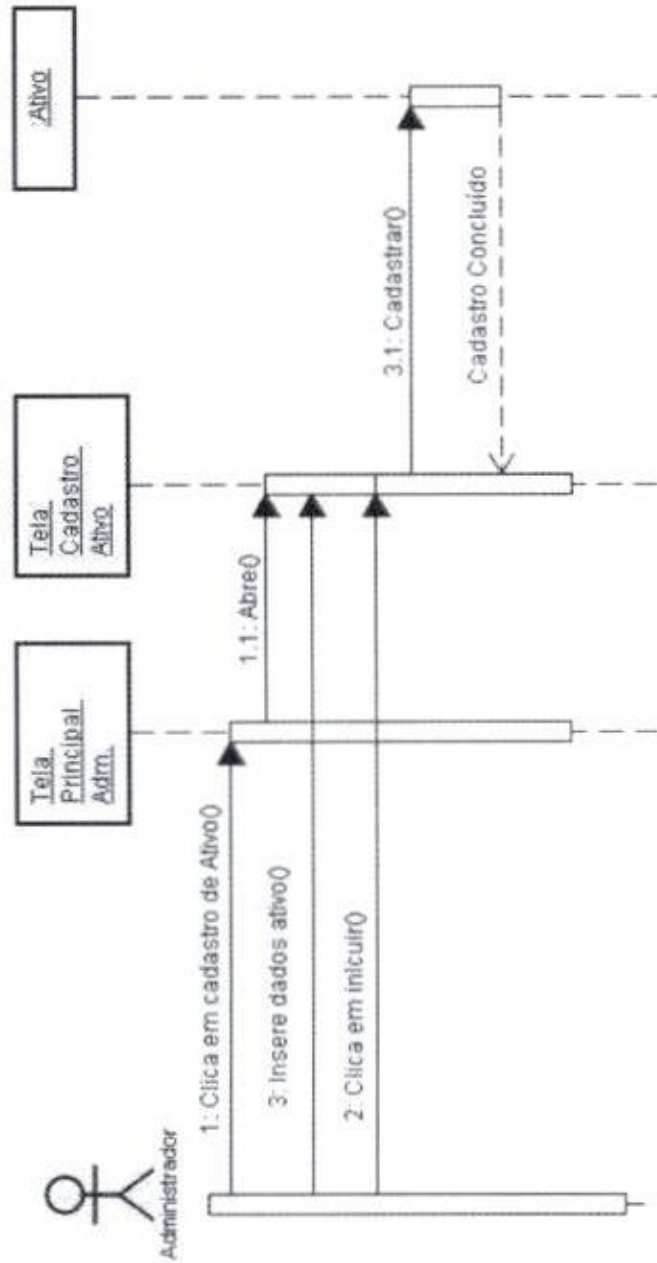 Administrador
Tela
Principal
Adm.
Tela
Cadastro
Ativo
:Ativo
1: Clica em cadastro de Ativo()
1.1: Abre()
3: Insere dados ativo()
2: Clica em inlcuir()
3.1: Cadastrar()
Cadastro Concluído